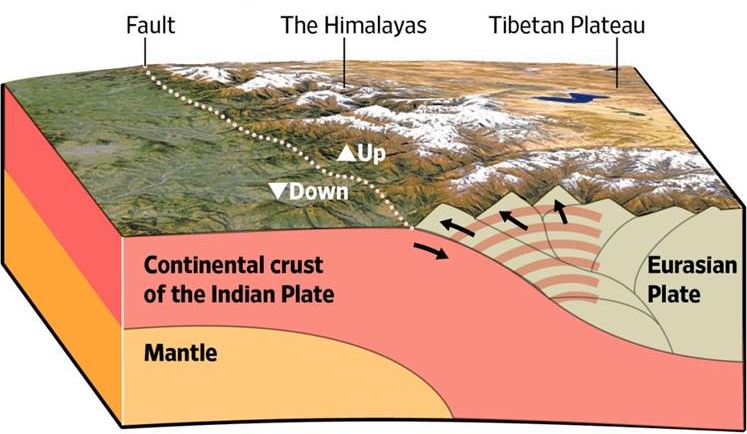 Fault
The Himalayas
Tibetan Plateau
Up
Down
Continental crust
of the Indian Plate
Eurasian
Plate
Mantle